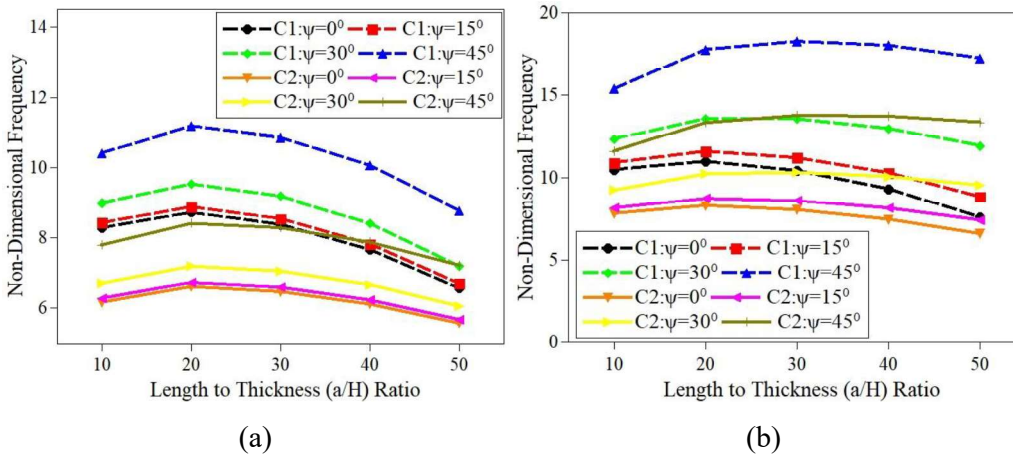 14
12
10
8
6
Non-Dimensional Frequency
C1:ψ=0⁰ C1:ψ=15⁰
C1:ψ=30⁰ C1:ψ=45⁰
C2:ψ=0⁰ C2:ψ=15⁰
C2:ψ=30⁰ C2:ψ=45⁰
10 20 30 40 50
Length to Thickness (a/H) Ratio
(a)
20
15
10
5
0
Non-Dimensional Frequency
C1:ψ=0⁰ C1:ψ=15⁰
C1:ψ=30⁰ C1:ψ=45⁰
C2:ψ=0⁰ C2:ψ=15⁰
C2:ψ=30⁰ C2:ψ=45⁰
10 20 30 40 50
Length to Thickness (a/H) Ratio
(b)